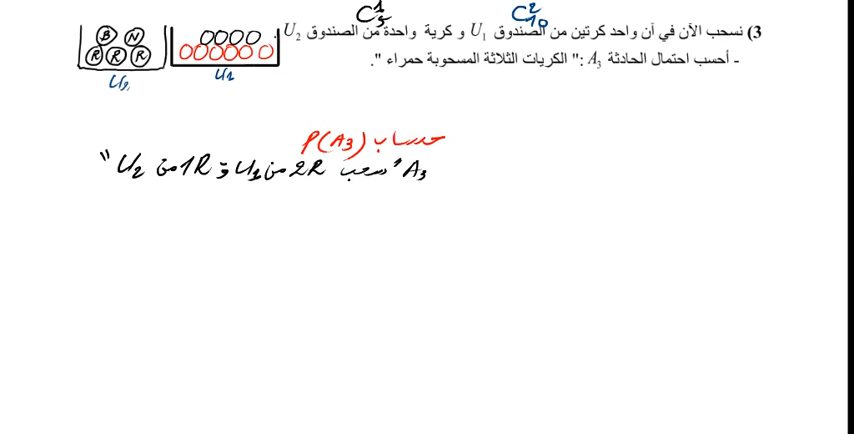 3) نسحب الآن في آن واحد كرتين من الصندوق U₁ و كرية واحدة من الصندوق U₂
- أحسب احتمال الحادثة A₃ :" الكريات الثلاثة المسحوبة حمراء ".
C²₁₀
C¹₅
B N
R R R
U₂
U₁
حساب P(A₃)
A₃ "سحب 2R من U₁ و 1R من U₂"